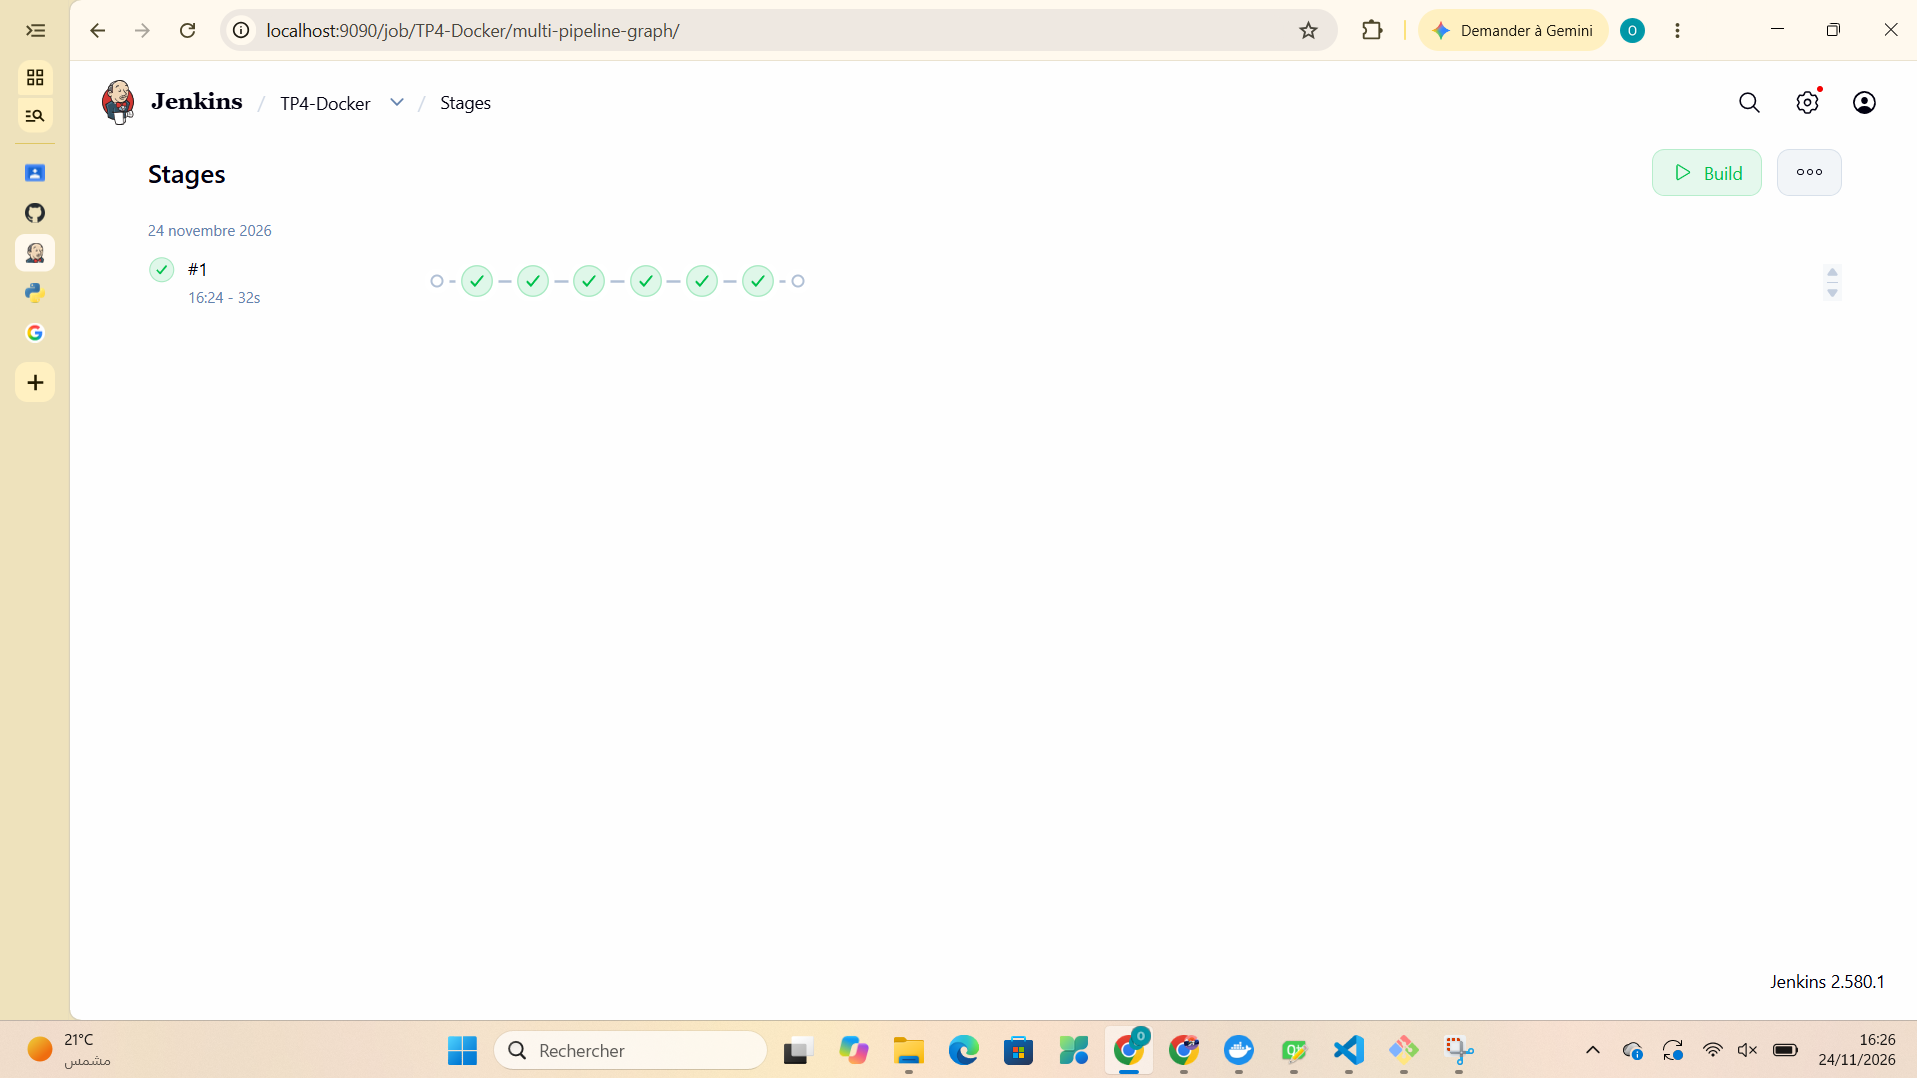 localhost:9090/job/TP4-Docker/multi-pipeline-graph/
Demander à Gemini
O
Jenkins / TP4-Docker / Stages
Stages
Build
24 novembre 2026
#1
16:24 - 32s
Jenkins 2.580.1
21°C
مشمس
Rechercher
16:26
24/11/2026